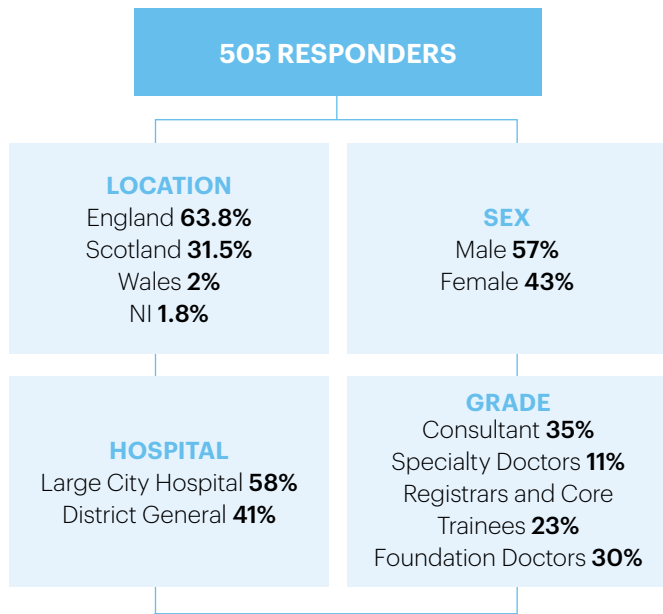 505 RESPONDERS
LOCATION
England 63.8%
Scotland 31.5%
Wales 2%
NI 1.8%
SEX
Male 57%
Female 43%
HOSPITAL
Large City Hospital 58%
District General 41%
GRADE
Consultant 35%
Specialty Doctors 11%
Registrars and Core
Trainees 23%
Foundation Doctors 30%